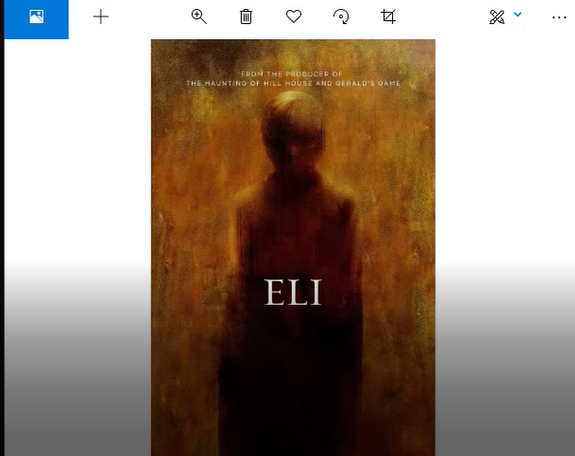 FROM THE PRODUCER OF
THE HAUNTING OF HILL HOUSE AND GERALD'S GAME
ELI